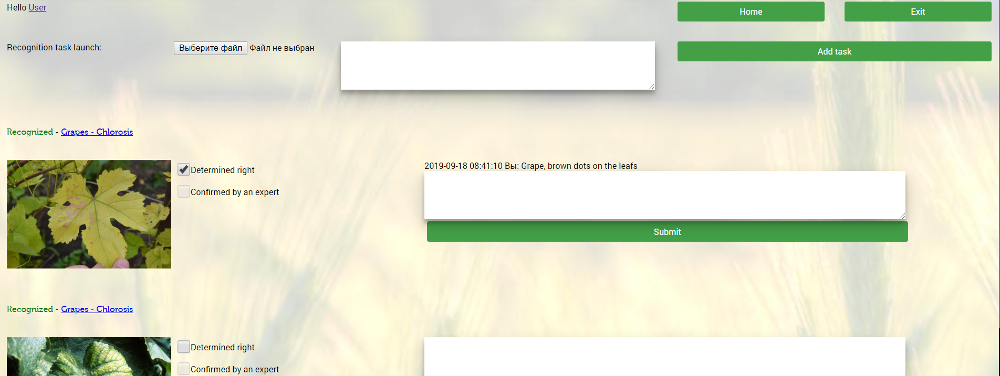 Hello User
Home
Exit
Recognition task launch:
Выберите файл Файл не выбран
Add task
Recognized - Grapes - Chlorosis
Determined right
Confirmed by an expert
2019-09-18 08:41:10 Вы: Grape, brown dots on the leafs
Submit
Recognized - Grapes - Chlorosis
Determined right
Confirmed by an expert